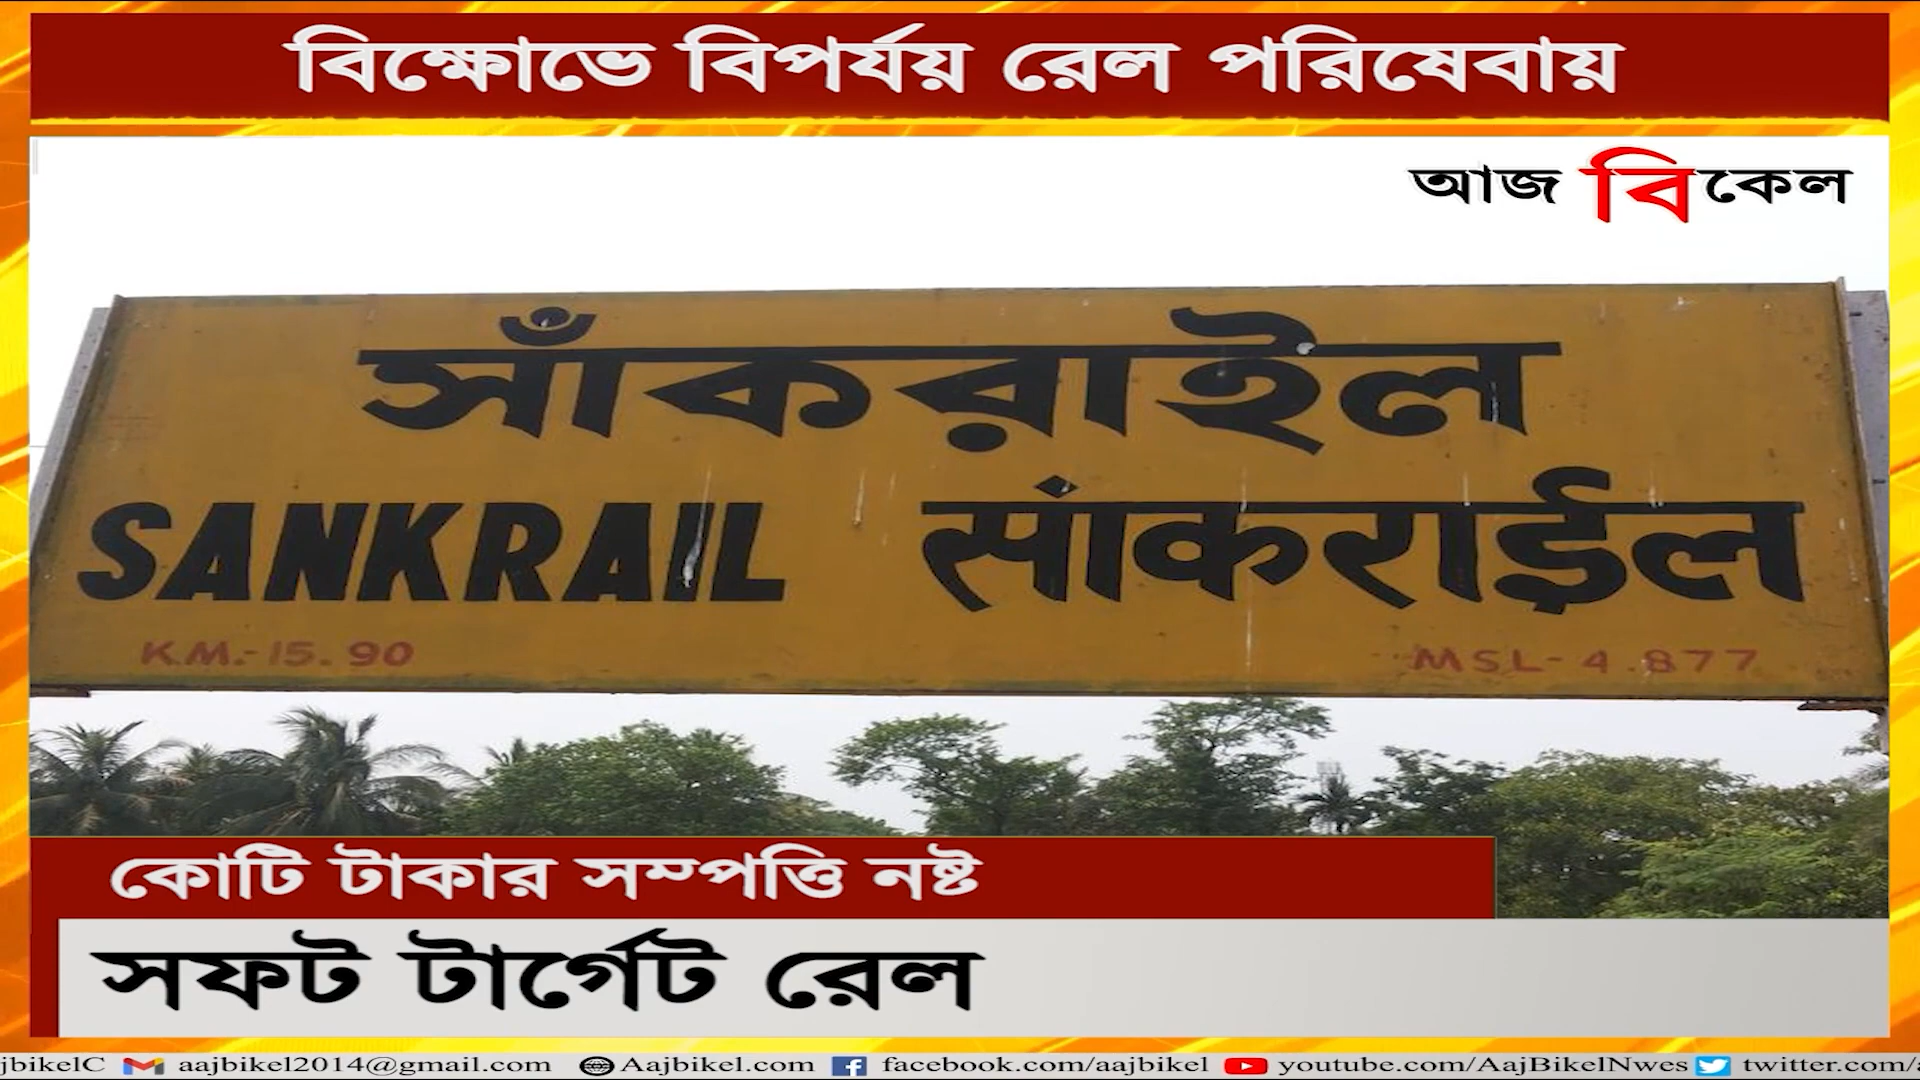 বিক্ষোভে বিপর্যয় রেল পরিষেবায়
আজ বিকেল
সাঁকরাইল
SANKRAIL सांकराईल
K.M.-15.90 MSL-4.877
কোটি টাকার সম্পত্তি নষ্ট
সফট টার্গেট রেল
jbikelC aajbikel2014@gmail.com Aajbikel.com facebook.com/aajbikel youtube.com/AajBikelNwes twitter.com/a